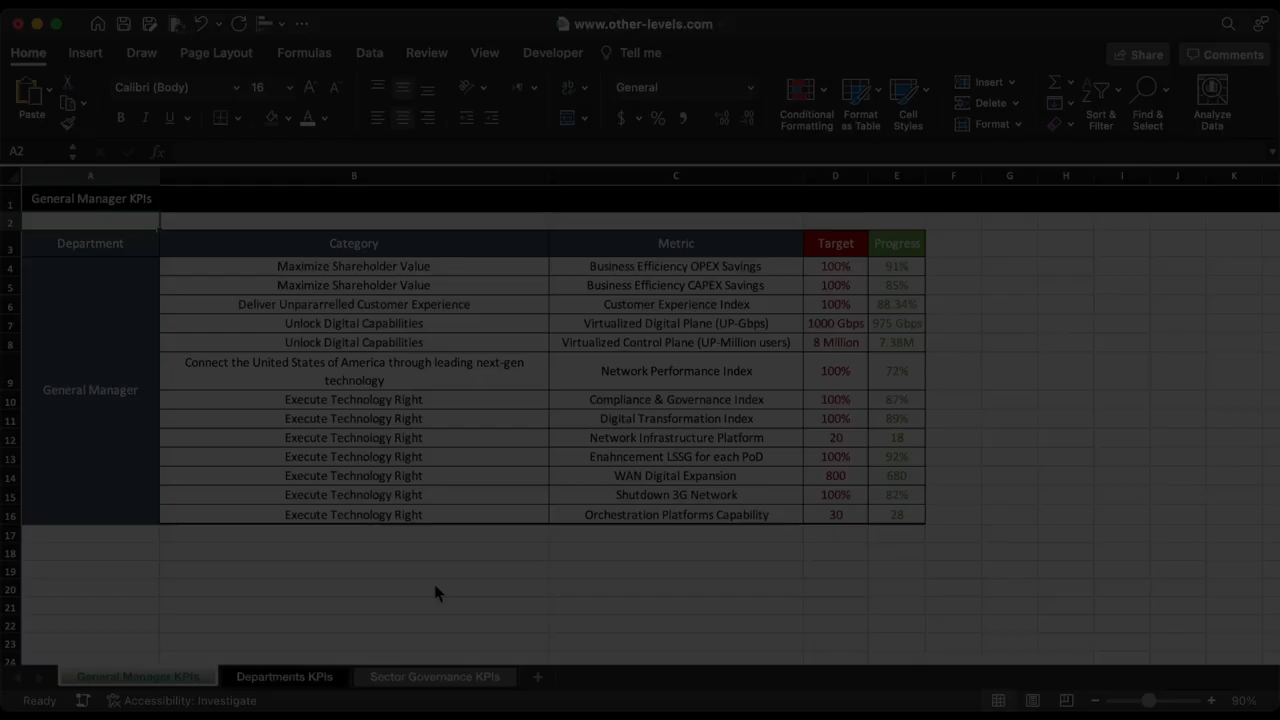 www.other-levels.com
Home Insert Draw Page Layout Formulas Data Review View Developer Tell me Share Comments
Paste Calibri (Body) 16 General Conditional Formatting Format as Table Cell Styles Insert Delete Format Sort & Filter Find & Select Analyze Data
A2 fx
A B C D E F G H I J K
1 General Manager KPIs
2
3 Department Category Metric Target Progress
4 Maximize Shareholder Value Business Efficiency OPEX Savings 100% 91%
5 Maximize Shareholder Value Business Efficiency CAPEX Savings 100% 85%
6 Deliver Unpararrelled Customer Experience Customer Experience Index 100% 88.34%
7 Unlock Digital Capabilities Virtualized Digital Plane (UP-Gbps) 1000 Gbps 975 Gbps
8 Unlock Digital Capabilities Virtualized Control Plane (UP-Million users) 8 Million 7.38M
9 Connect the United States of America through leading next-gen technology Network Performance Index 100% 72%
General Manager
10 Execute Technology Right Compliance & Governance Index 100% 87%
11 Execute Technology Right Digital Transformation Index 100% 89%
12 Execute Technology Right Network Infrastructure Platform 20 18
13 Execute Technology Right Enahncement LSSG for each PoD 100% 92%
14 Execute Technology Right WAN Digital Expansion 800 680
15 Execute Technology Right Shutdown 3G Network 100% 82%
16 Execute Technology Right Orchestration Platforms Capability 30 28
17
18
19
20
21
22
23
24
Ganeral Manager KPIs Departments KPIs Sector Governance KPIs
Ready Accessibility: Investigate 90%